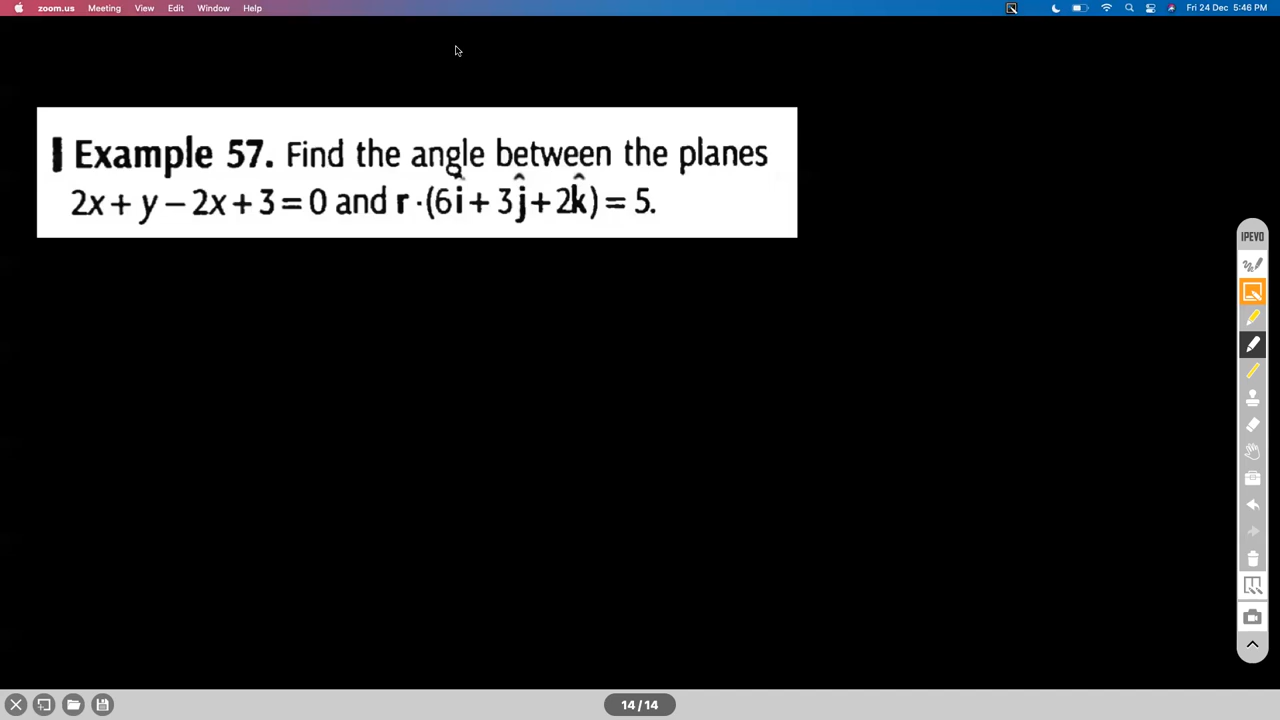 zoom.us Meeting View Edit Window Help Fri 24 Dec 5:46 PM
Example 57. Find the angle between the planes
2x + y − 2x + 3 = 0 and r · (6î + 3ĵ + 2k̂) = 5.
IPEVO
14 / 14